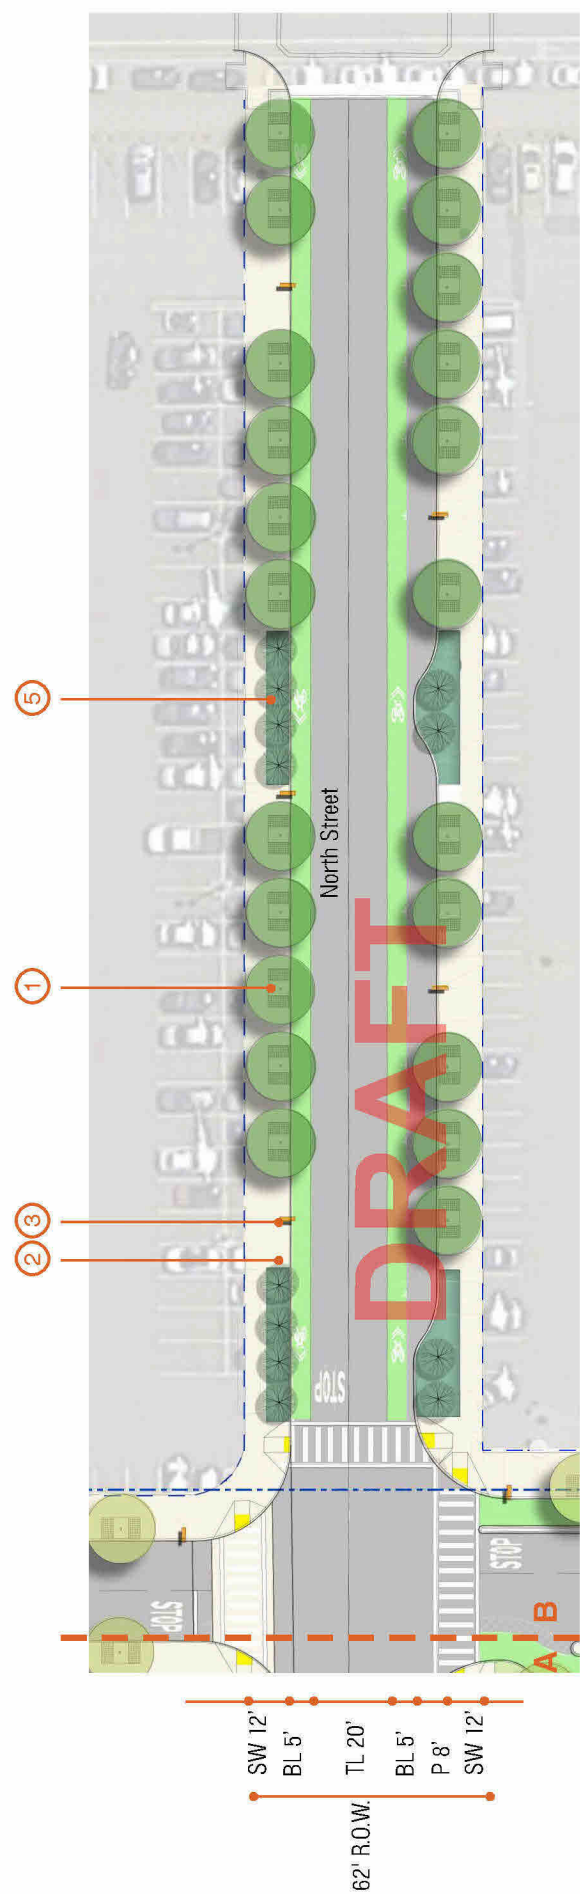 5
1
3
2
North Street
DRAFT
STOP
STOP
STOP
B
A
SW 12'
BL 5'
TL 20'
BL 5'
P 8'
SW 12'
62' R.O.W.